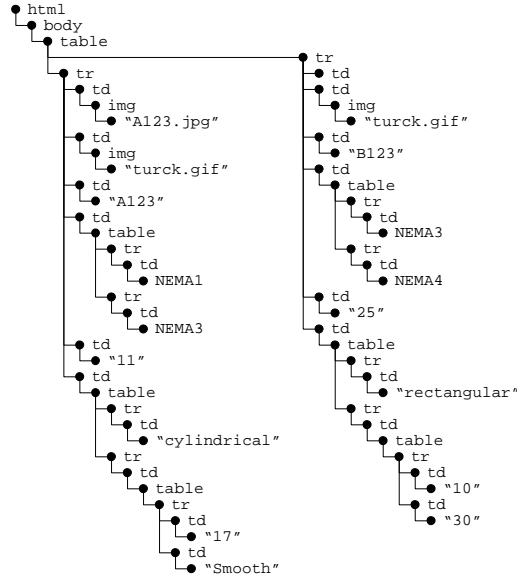 html
body
table
tr
td
img
“A123.jpg”
td
img
“turck.gif”
td
“A123”
td
table
tr
td
NEMA1
tr
td
NEMA3
td
“11”
td
table
tr
td
“cylindrical”
tr
td
table
tr
td
“17”
td
“Smooth”
tr
td
td
img
“turck.gif”
td
“B123”
td
table
tr
td
NEMA3
tr
td
NEMA4
td
“25”
td
table
tr
td
“rectangular”
tr
td
table
tr
td
“10”
td
“30”